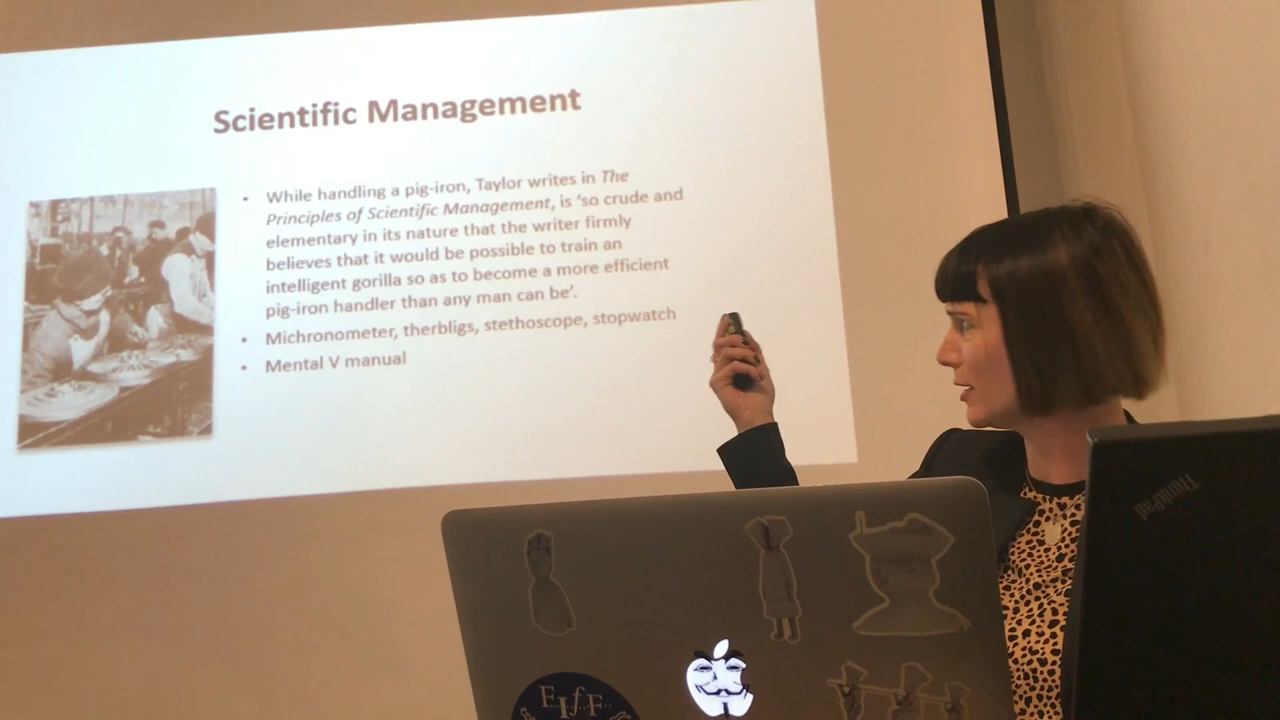 Scientific Management
• While handling a pig-iron, Taylor writes in The
Principles of Scientific Management, is ‘so crude and
elementary in its nature that the writer firmly
believes that it would be possible to train an
intelligent gorilla so as to become a more efficient
pig-iron handler than any man can be’.
• Michronometer, therbligs, stethoscope, stopwatch
• Mental V manual
ThinkPad
EIfF